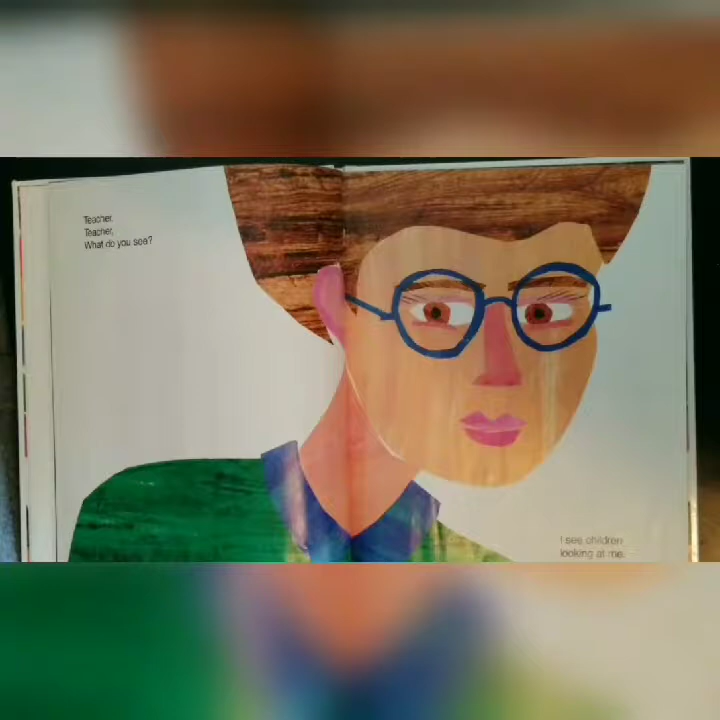 Teacher,
Teacher,
What do you see?
I see children
looking at me.